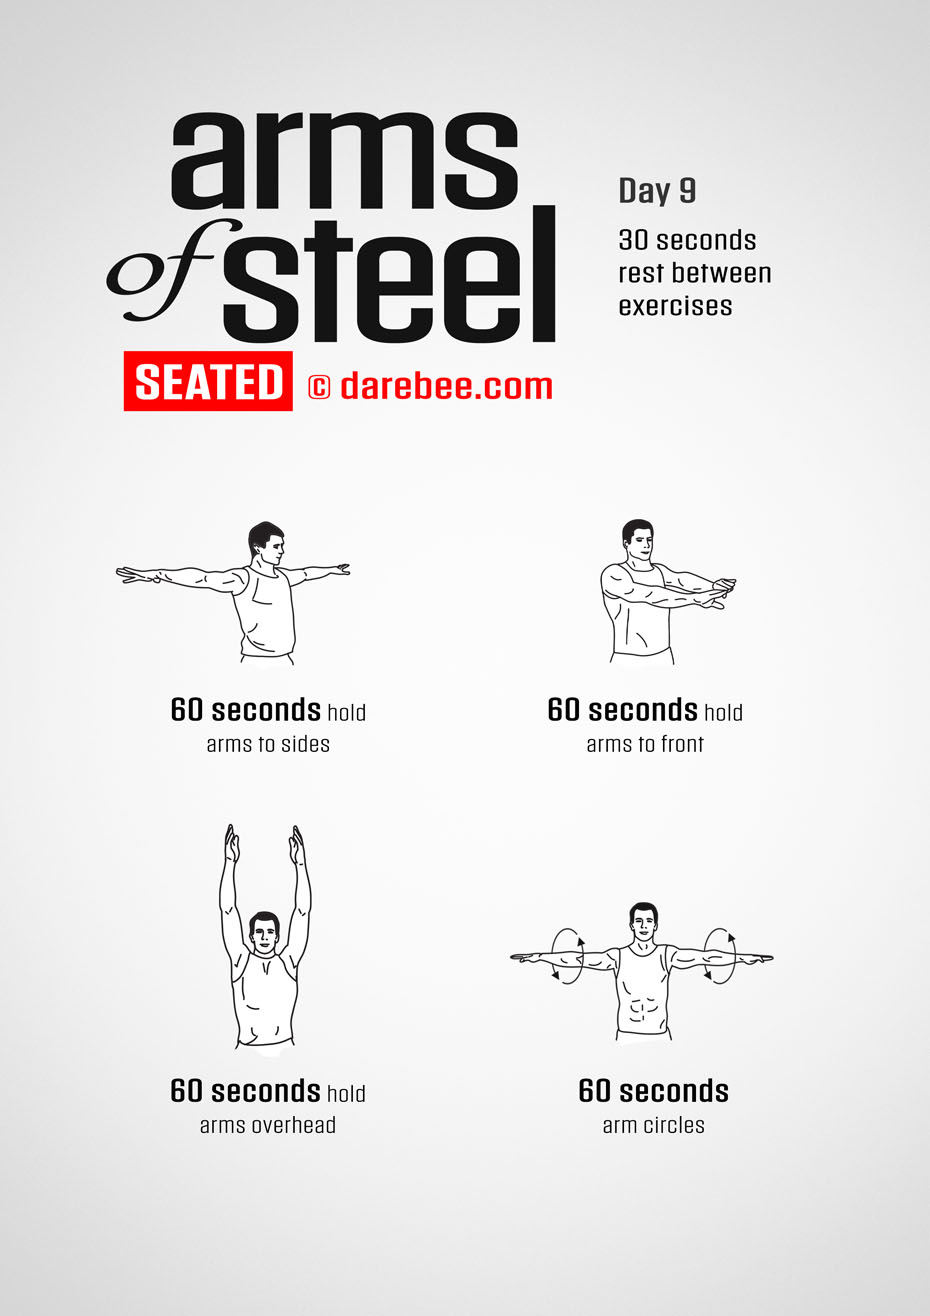 arms
of steel
SEATED © darebee.com
Day 9
30 seconds
rest between
exercises
60 seconds hold
arms to sides
60 seconds hold
arms to front
60 seconds hold
arms overhead
60 seconds
arm circles